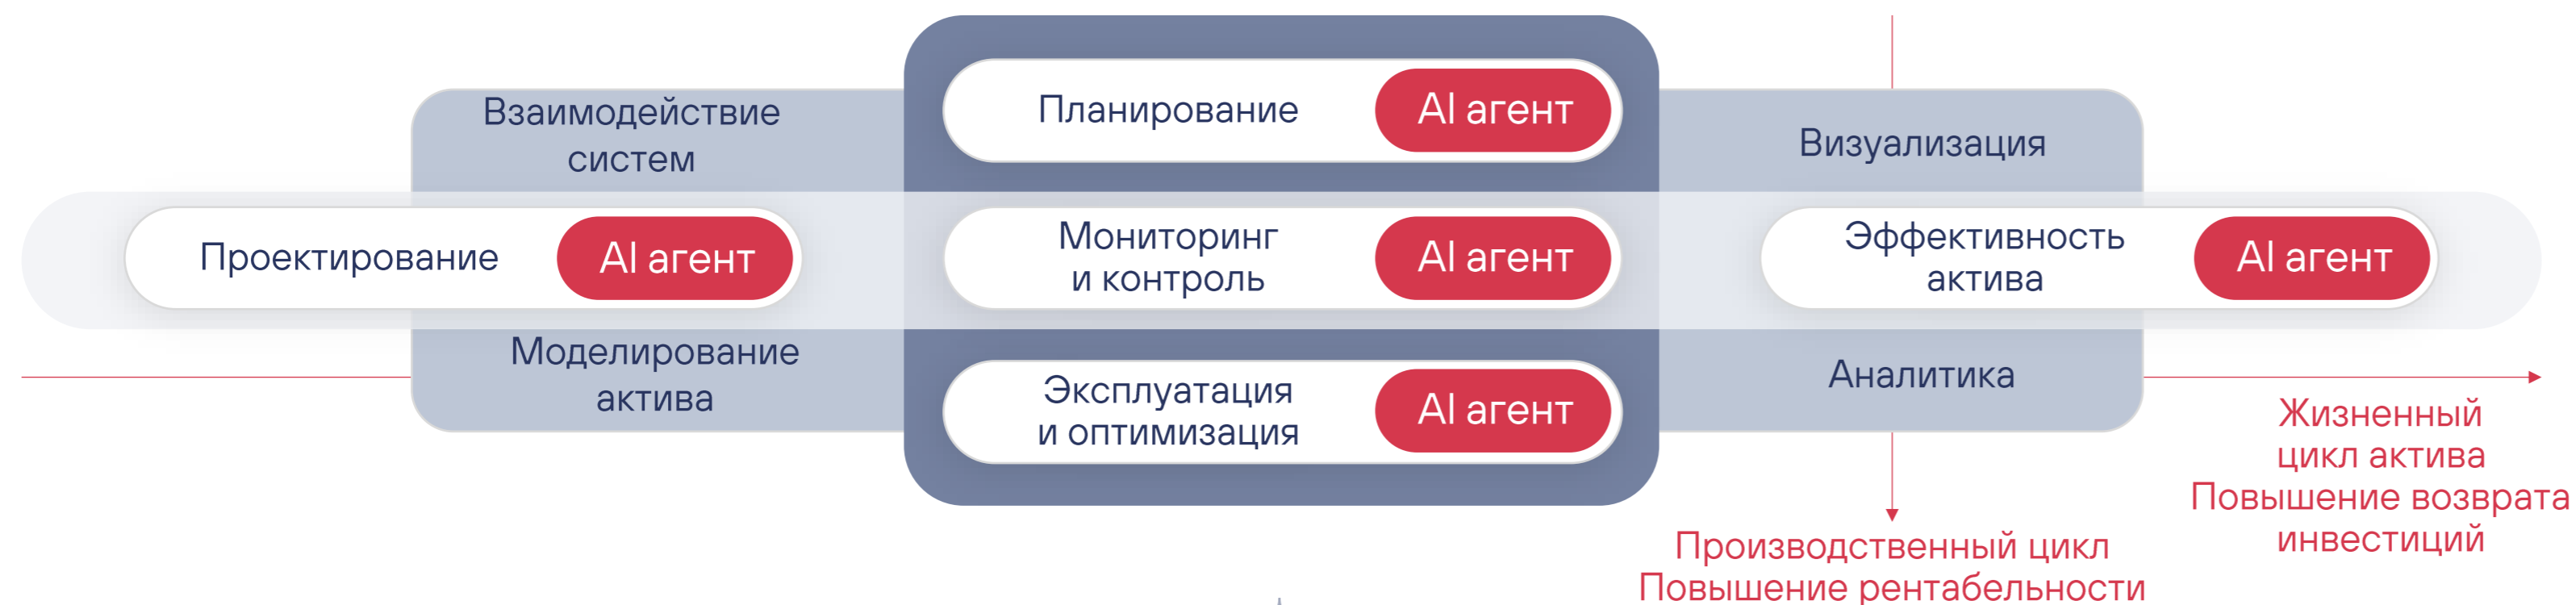 Взаимодействие
систем
Планирование
AI агент
Визуализация
Проектирование
AI агент
Мониторинг
и контроль
AI агент
Эффективность
актива
AI агент
Моделирование
актива
Эксплуатация
и оптимизация
AI агент
Аналитика
Жизненный
цикл актива
Повышение возврата
инвестиций
Производственный цикл
Повышение рентабельности